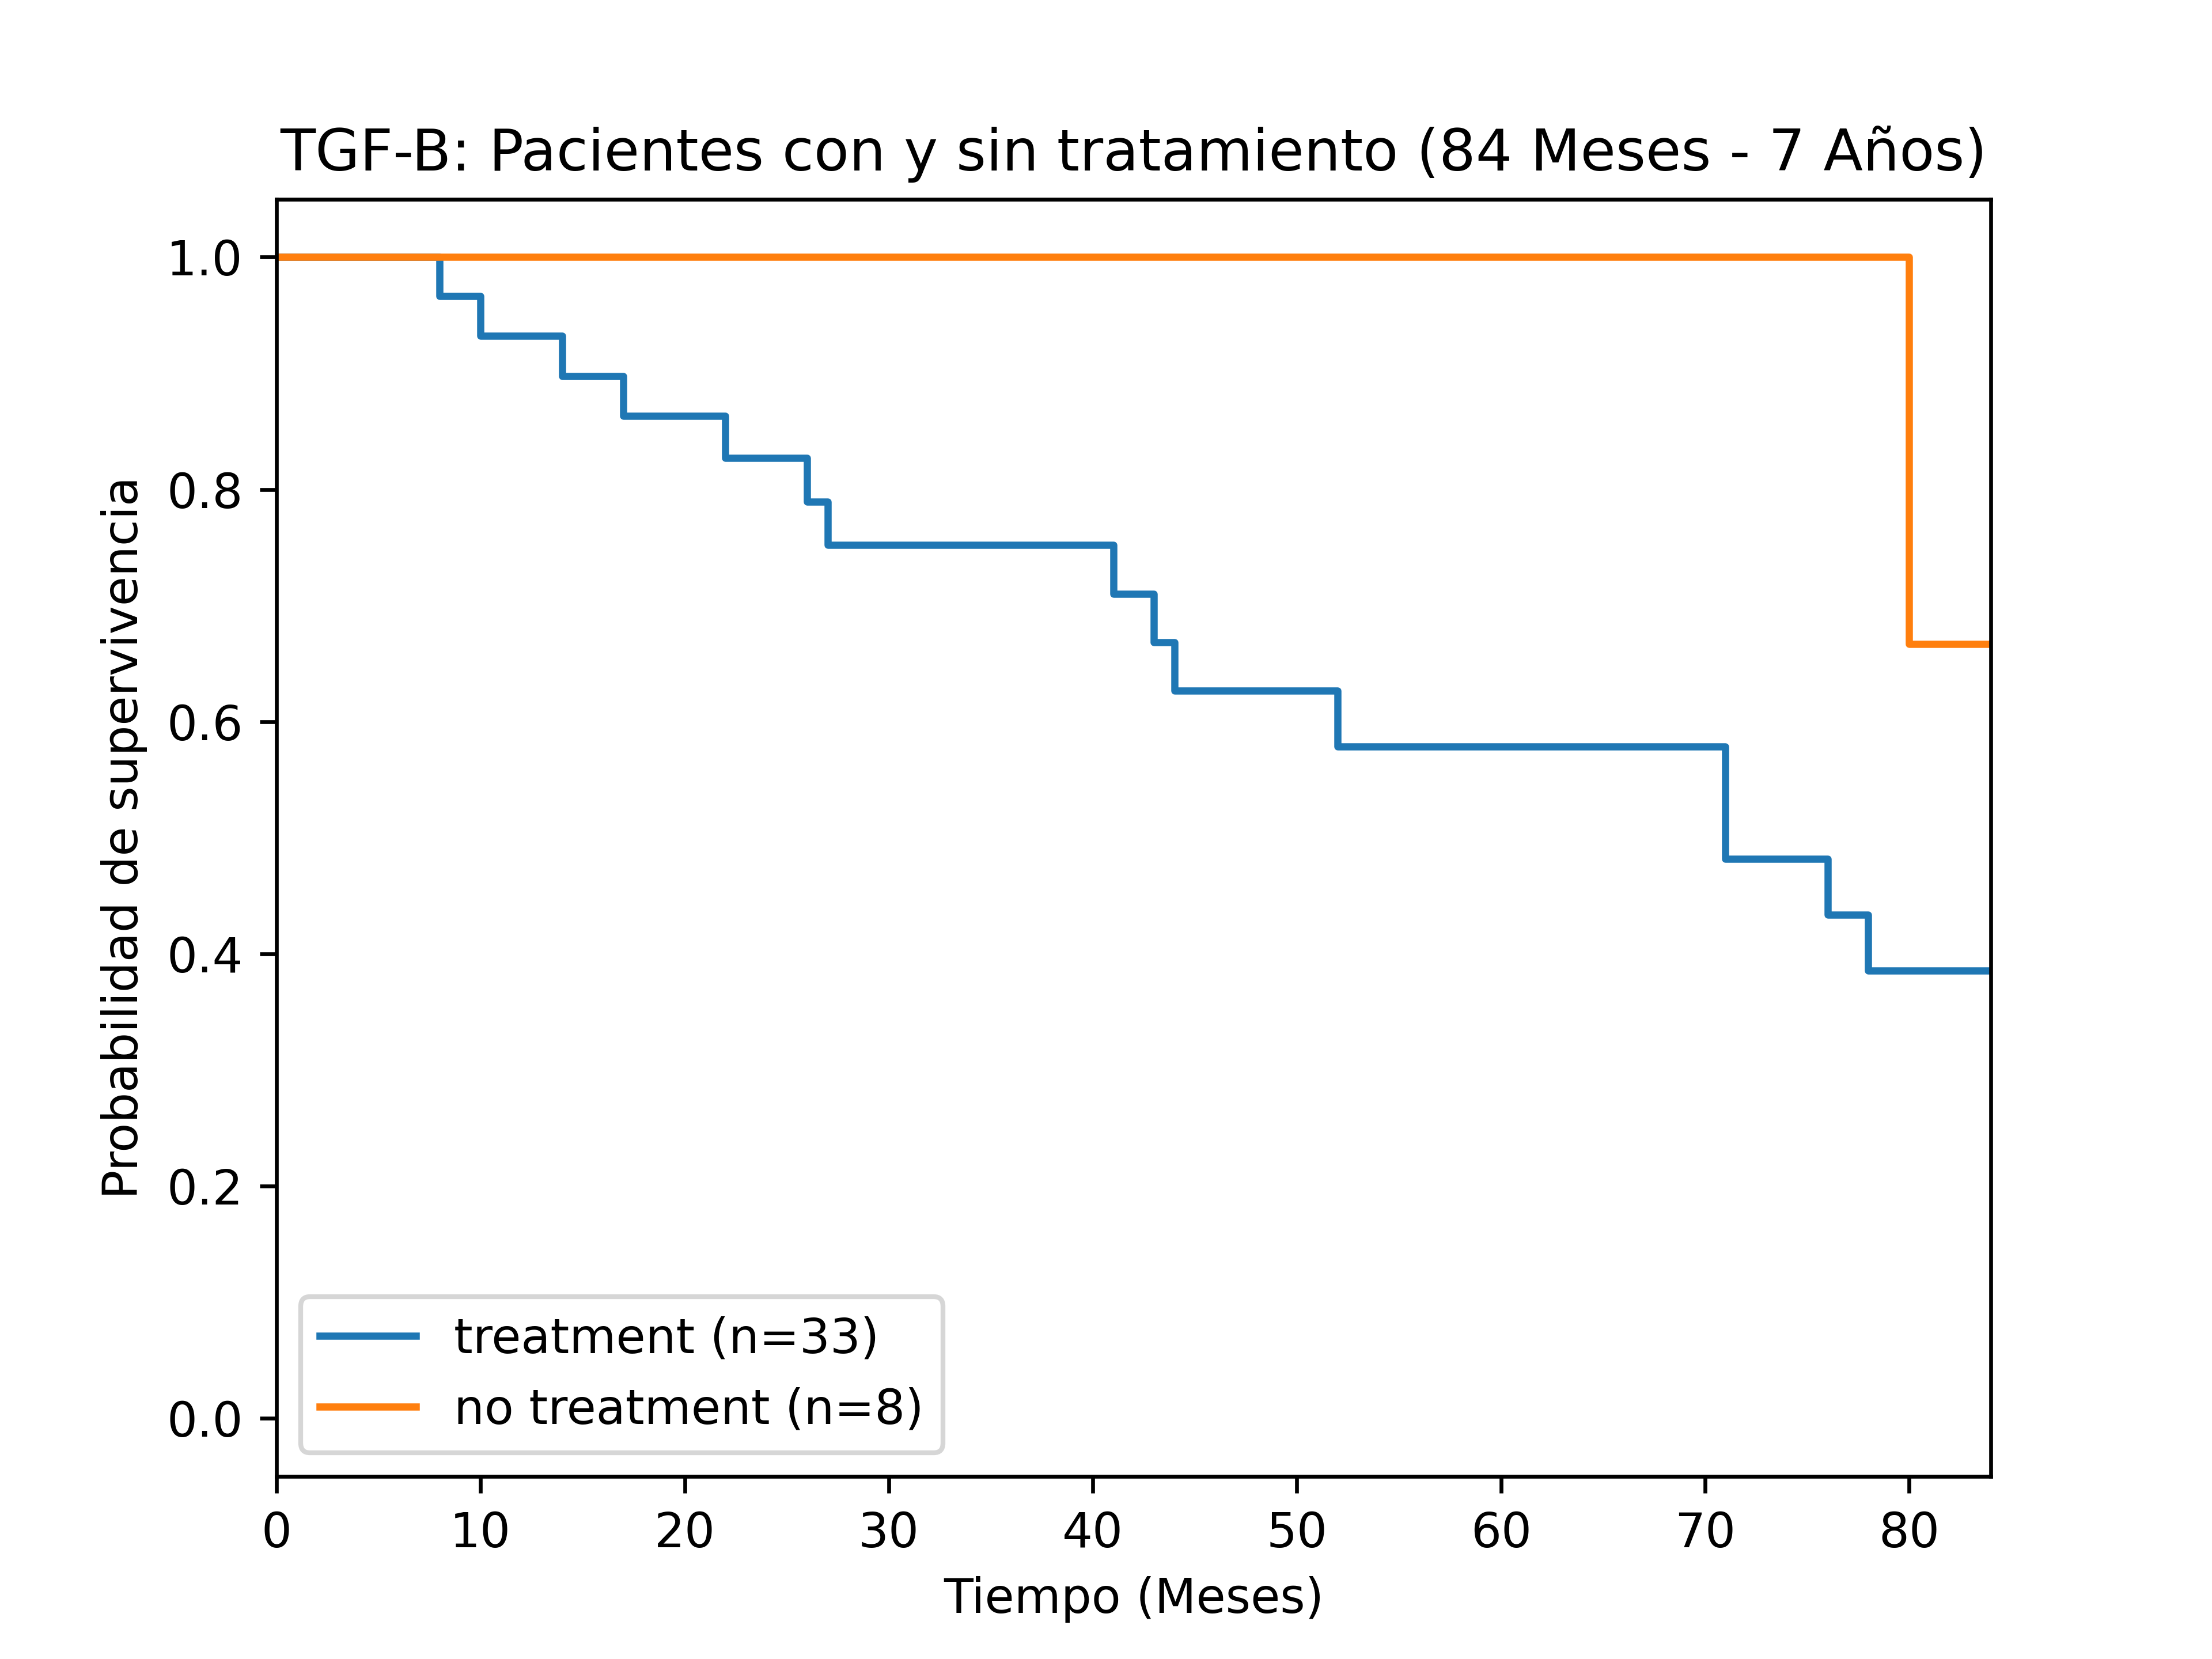 TGF-B: Pacientes con y sin tratamiento (84 Meses - 7 Años)
Probabilidad de supervivencia
1.0
0.8
0.6
0.4
0.2
0.0
treatment (n=33)
no treatment (n=8)
0 10 20 30 40 50 60 70 80
Tiempo (Meses)